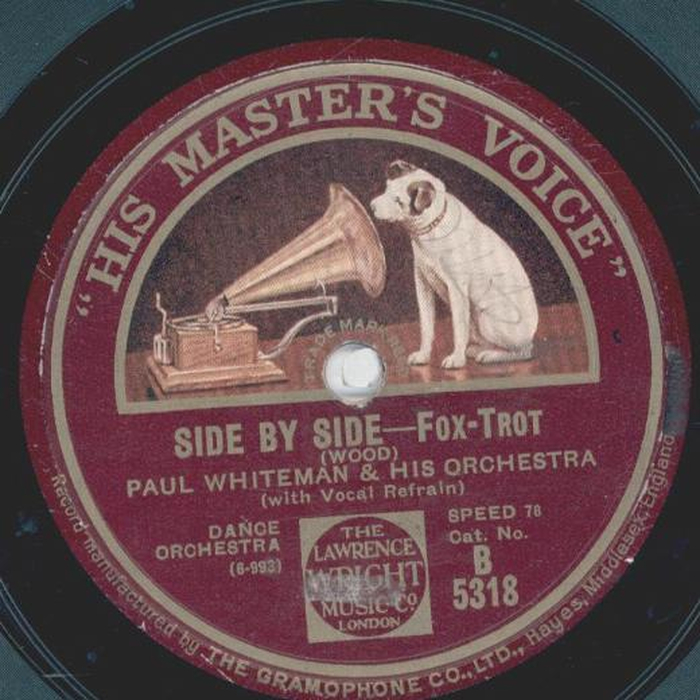 "HIS MASTER'S VOICE"
TRADE MARK
SIDE BY SIDE—FOX-TROT
(WOOD)
PAUL WHITEMAN & HIS ORCHESTRA
(with Vocal Refrain)
DANCE
ORCHESTRA
(6-993)
THE
LAWRENCE
WRIGHT
MUSIC Co
LONDON
SPEED 78
Cat. No.
B
5318
Record manufactured by THE GRAMOPHONE CO., LTD., Hayes, Middlesex, England